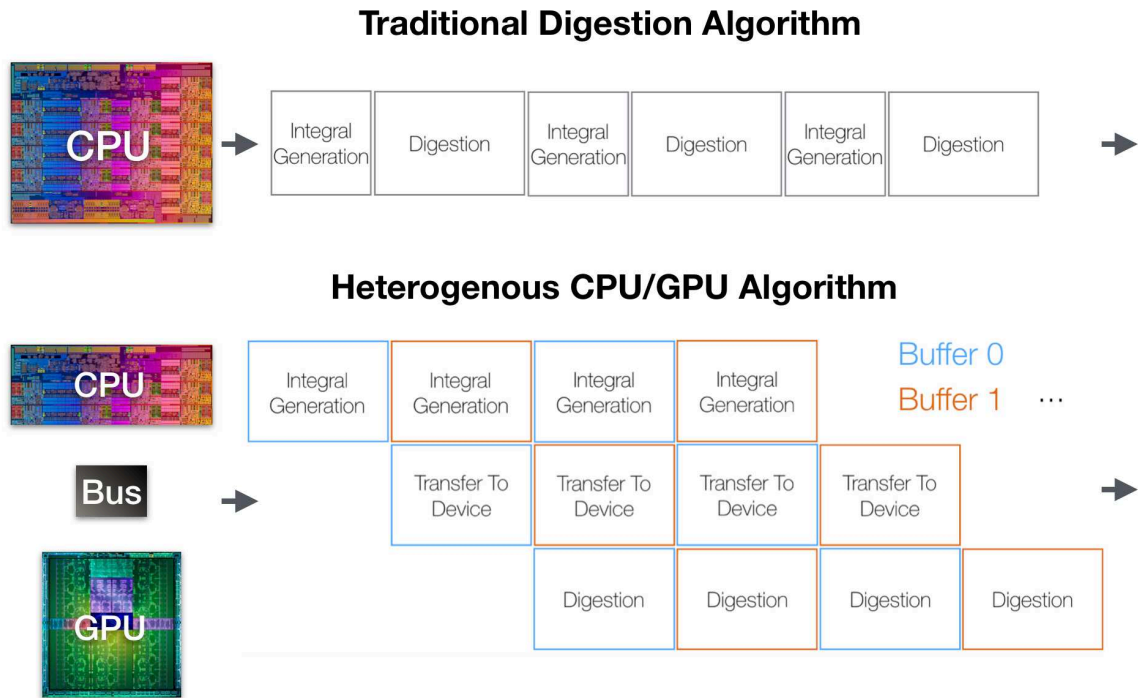 Traditional Digestion Algorithm
CPU
Integral
Generation
Digestion
Integral
Generation
Digestion
Integral
Generation
Digestion
Heterogenous CPU/GPU Algorithm
CPU
Integral
Generation
Integral
Generation
Integral
Generation
Integral
Generation
Buffer 0
Buffer 1 ...
Bus
Transfer To
Device
Transfer To
Device
Transfer To
Device
Transfer To
Device
GPU
Digestion
Digestion
Digestion
Digestion